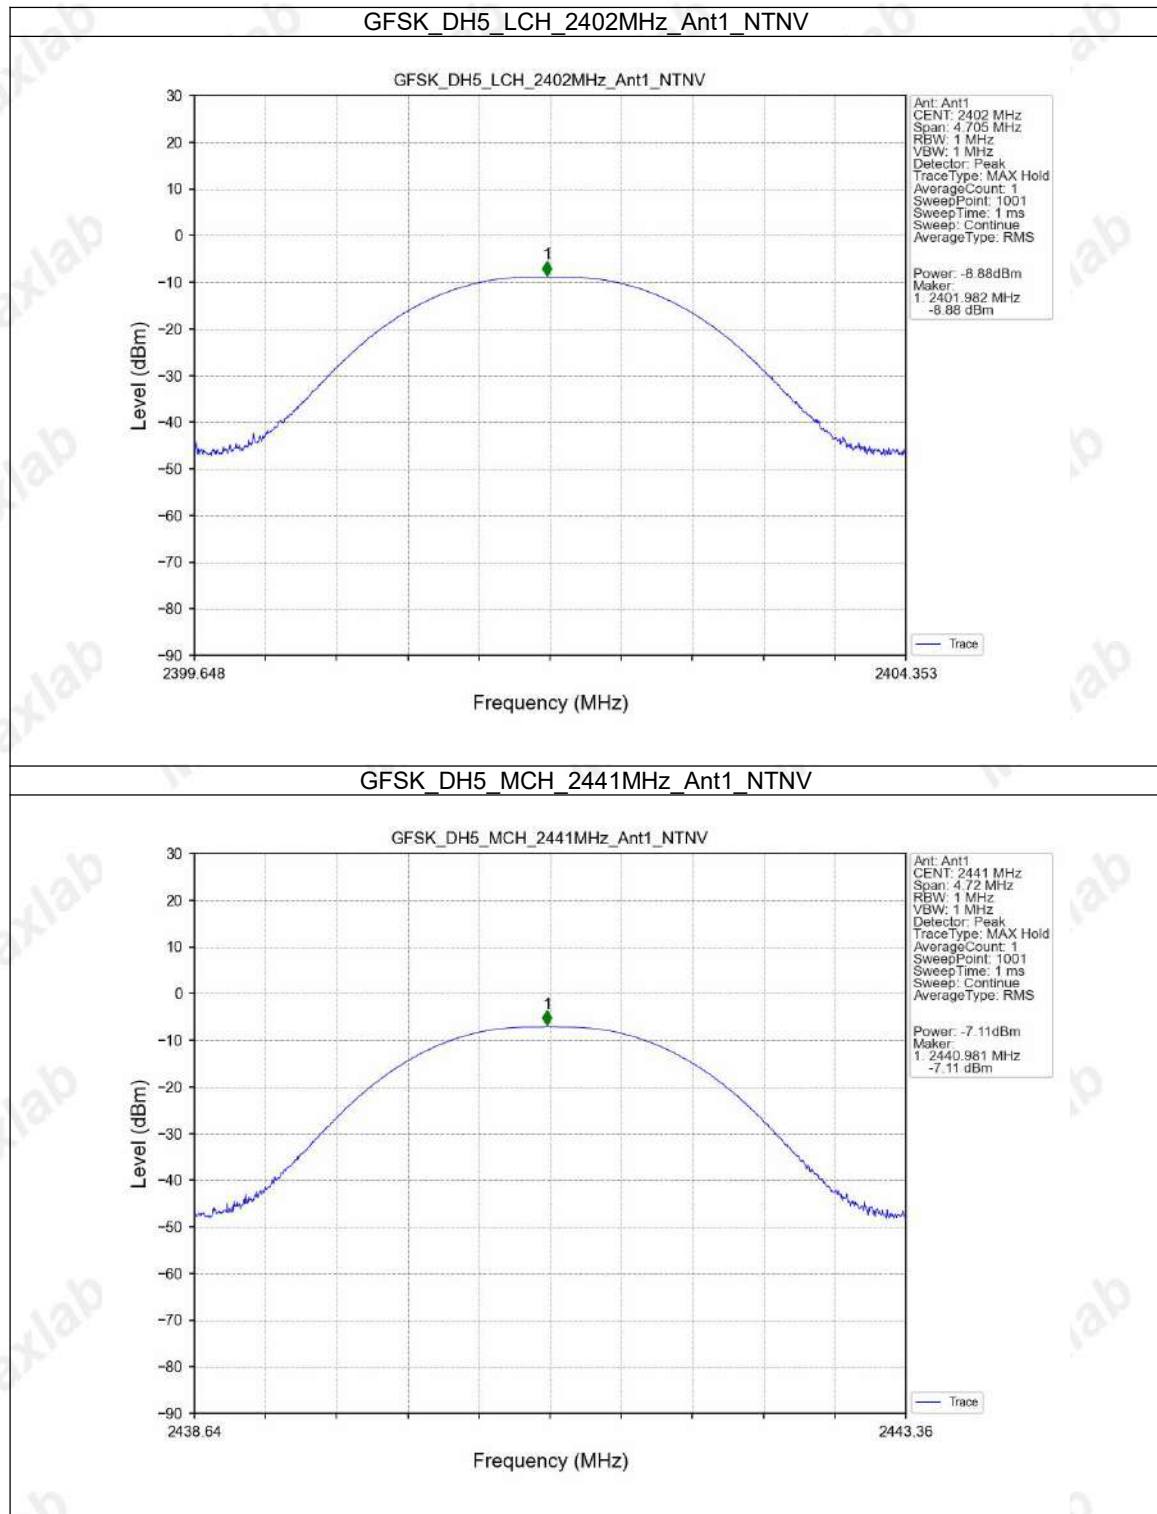 GFSK_DH5_LCH_2402MHz_Ant1_NTNV
GFSK_DH5_LCH_2402MHz_Ant1_NTNV
30
20
10
0
−10
−20
−30
−40
−50
−60
−70
−80
−90
Level (dBm)
1
2399.648
2404.353
Frequency (MHz)
Ant: Ant1
CENT: 2402 MHz
Span: 4.705 MHz
RBW: 1 MHz
VBW: 1 MHz
Detector: Peak
TraceType: MAX Hold
AverageCount: 1
SweepPoint: 1001
SweepTime: 1 ms
Sweep: Continue
AverageType: RMS
Power: -8.88dBm
Maker:
1. 2401.982 MHz
-8.88 dBm
Trace
GFSK_DH5_MCH_2441MHz_Ant1_NTNV
GFSK_DH5_MCH_2441MHz_Ant1_NTNV
30
20
10
0
−10
−20
−30
−40
−50
−60
−70
−80
−90
Level (dBm)
1
2438.64
2443.36
Frequency (MHz)
Ant: Ant1
CENT: 2441 MHz
Span: 4.72 MHz
RBW: 1 MHz
VBW: 1 MHz
Detector: Peak
TraceType: MAX Hold
AverageCount: 1
SweepPoint: 1001
SweepTime: 1 ms
Sweep: Continue
AverageType: RMS
Power: -7.11dBm
Maker:
1. 2440.981 MHz
-7.11 dBm
Trace